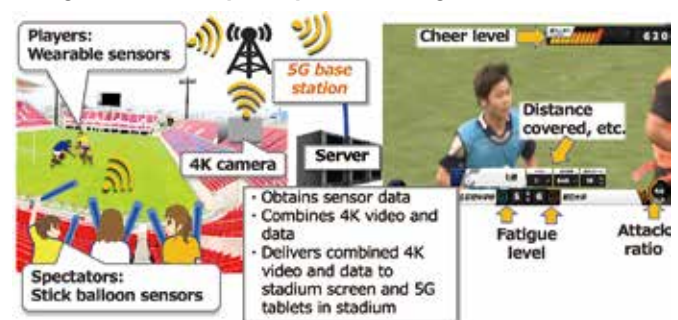 Players:
Wearable sensors
5G base
station
4K camera
Server
Spectators:
Stick balloon sensors
· Obtains sensor data
· Combines 4K video and
data
· Delivers combined 4K
video and data to
stadium screen and 5G
tablets in stadium
Cheer level
620
Distance
covered, etc.
Fatigue
level
Attack
ratio